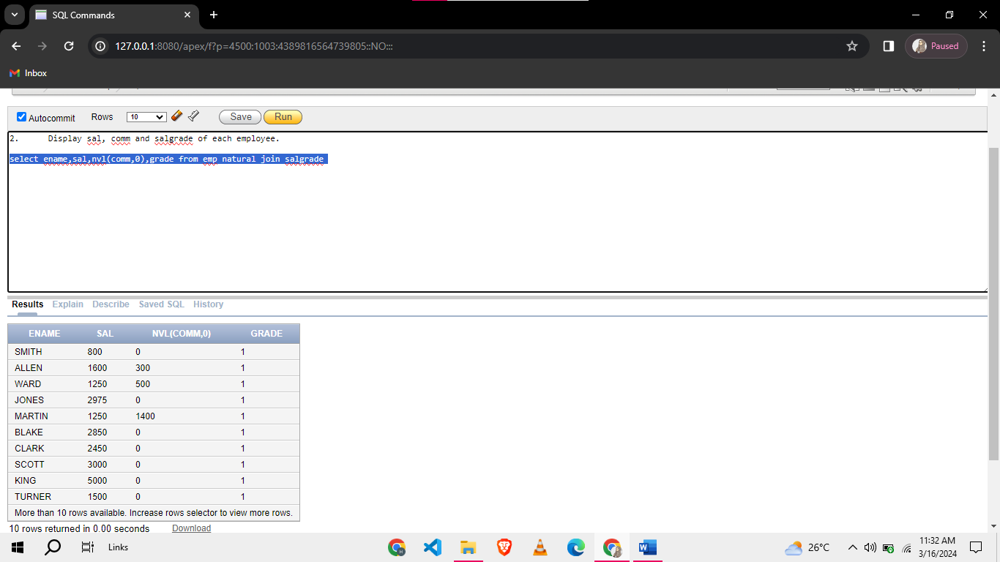 SQL Commands
127.0.0.1:8080/apex/f?p=4500:1003:4389816564739805::NO:::
Paused
Inbox
Autocommit Rows 10 Save Run
2. Display sal, comm and salgrade of each employee.
select ename,sal,nvl(comm,0),grade from emp natural join salgrade
Results Explain Describe Saved SQL History
ENAME SAL NVL(COMM,0) GRADE
SMITH 800 0 1
ALLEN 1600 300 1
WARD 1250 500 1
JONES 2975 0 1
MARTIN 1250 1400 1
BLAKE 2850 0 1
CLARK 2450 0 1
SCOTT 3000 0 1
KING 5000 0 1
TURNER 1500 0 1
More than 10 rows available. Increase rows selector to view more rows.
10 rows returned in 0.00 seconds Download
Links 26°C 11:32 AM
3/16/2024